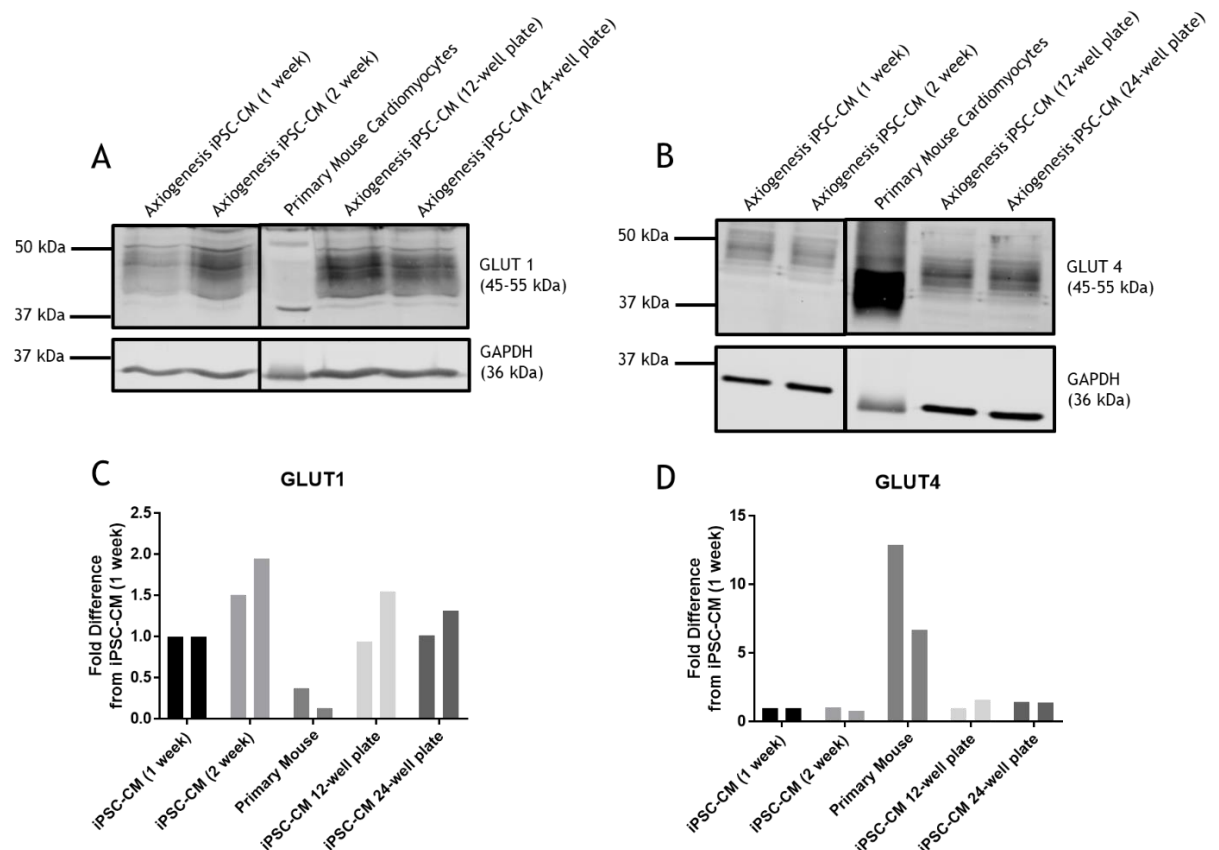 A
Axiogenesis iPSC-CM (1 week)
Axiogenesis iPSC-CM (2 week)
Primary Mouse Cardiomyocytes
Axiogenesis iPSC-CM (12-well plate)
Axiogenesis iPSC-CM (24-well plate)
50 kDa
37 kDa
GLUT 1
(45-55 kDa)
37 kDa
GAPDH
(36 kDa)
B
Axiogenesis iPSC-CM (1 week)
Axiogenesis iPSC-CM (2 week)
Primary Mouse Cardiomyocytes
Axiogenesis iPSC-CM (12-well plate)
Axiogenesis iPSC-CM (24-well plate)
50 kDa
37 kDa
GLUT 4
(45-55 kDa)
37 kDa
GAPDH
(36 kDa)
C
GLUT1
Fold Difference
from iPSC-CM (1 week)
2.5
2.0
1.5
1.0
0.5
0.0
iPSC-CM (1 week)
iPSC-CM (2 week)
Primary Mouse
iPSC-CM 12-well plate
iPSC-CM 24-well plate
D
GLUT4
Fold Difference
from iPSC-CM (1 week)
15
10
5
0
iPSC-CM (1 week)
iPSC-CM (2 week)
Primary Mouse
iPSC-CM 12-well plate
iPSC-CM 24-well plate